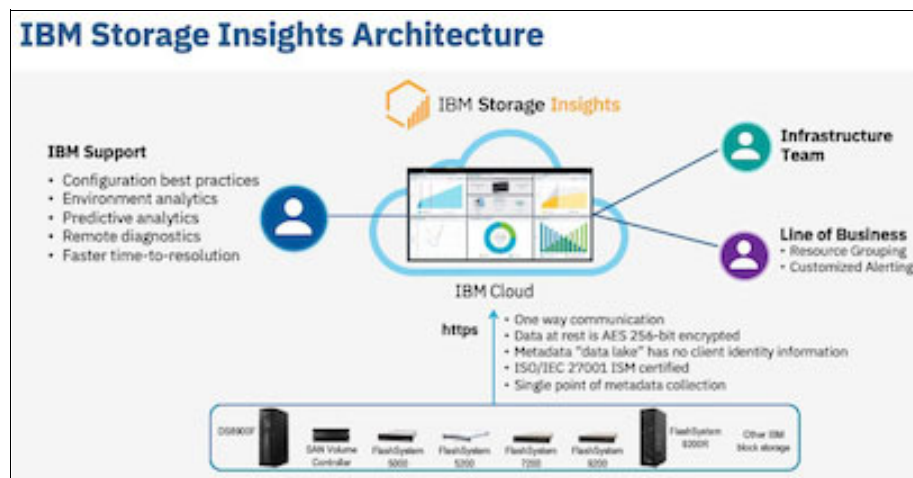 IBM Storage Insights Architecture
IBM Storage Insights
IBM Support
• Configuration best practices
• Environment analytics
• Predictive analytics
• Remote diagnostics
• Faster time-to-resolution
Infrastructure
Team
Line of Business
• Resource Grouping
• Customized Alerting
IBM Cloud
https
• One way communication
• Data at rest is AES 256-bit encrypted
• Metadata "data lake" has no client identity information
• ISO/IEC 27001 ISM certified
• Single point of metadata collection
DS8900F
SAN Volume
Controller
FlashSystem
5000
FlashSystem
5200
FlashSystem
7200
FlashSystem
9200
FlashSystem
9200R
Other IBM
block storage